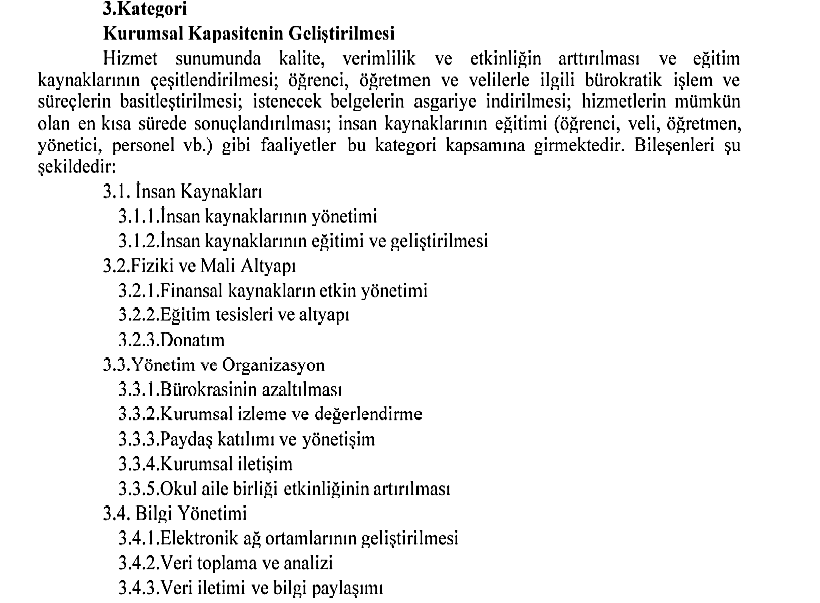 3.Kategori
Kurumsal Kapasitenin Geliştirilmesi
Hizmet sunumunda kalite, verimlilik ve etkinliğin arttırılması ve eğitim
kaynaklarının çeşitlendirilmesi; öğrenci, öğretmen ve velilerle ilgili bürokratik işlem ve
süreçlerin basitleştirilmesi; istenecek belgelerin asgariye indirilmesi; hizmetlerin mümkün
olan en kısa sürede sonuçlandırılması; insan kaynaklarının eğitimi (öğrenci, veli, öğretmen,
yönetici, personel vb.) gibi faaliyetler bu kategori kapsamına girmektedir. Bileşenleri şu
şekildedir:
3.1. İnsan Kaynakları
3.1.1.İnsan kaynaklarının yönetimi
3.1.2.İnsan kaynaklarının eğitimi ve geliştirilmesi
3.2.Fiziki ve Mali Altyapı
3.2.1.Finansal kaynakların etkin yönetimi
3.2.2.Eğitim tesisleri ve altyapı
3.2.3.Donatım
3.3.Yönetim ve Organizasyon
3.3.1.Bürokrasinin azaltılması
3.3.2.Kurumsal izleme ve değerlendirme
3.3.3.Paydaş katılımı ve yönetişim
3.3.4.Kurumsal iletişim
3.3.5.Okul aile birliği etkinliğinin artırılması
3.4. Bilgi Yönetimi
3.4.1.Elektronik ağ ortamlarının geliştirilmesi
3.4.2.Veri toplama ve analizi
3.4.3.Veri iletimi ve bilgi paylaşımı